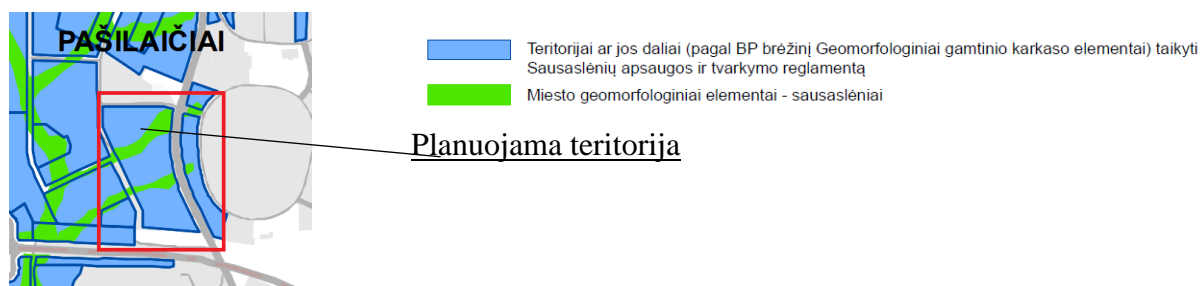 PAŠILAIČIAI
Teritorijai ar jos daliai (pagal BP brėžinį Geomorfologiniai gamtinio karkaso elementai) taikyti
Sausaslėnių apsaugos ir tvarkymo reglamentą
Miesto geomorfologiniai elementai - sausaslėniai
Planuojama teritorija